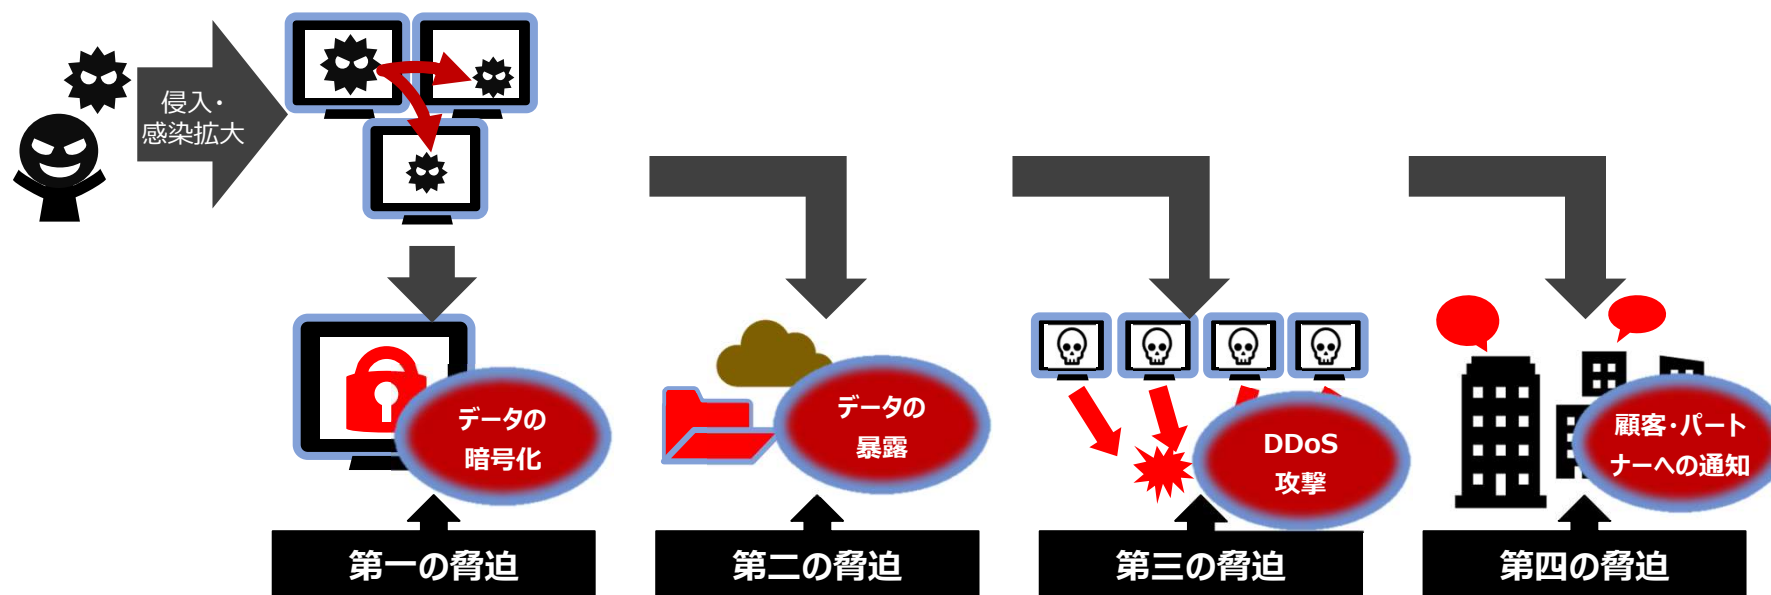 侵入・
感染拡大
データの
暗号化
データの
暴露
DDoS
攻撃
顧客・パート
ナーへの通知
第一の脅迫
第二の脅迫
第三の脅迫
第四の脅迫